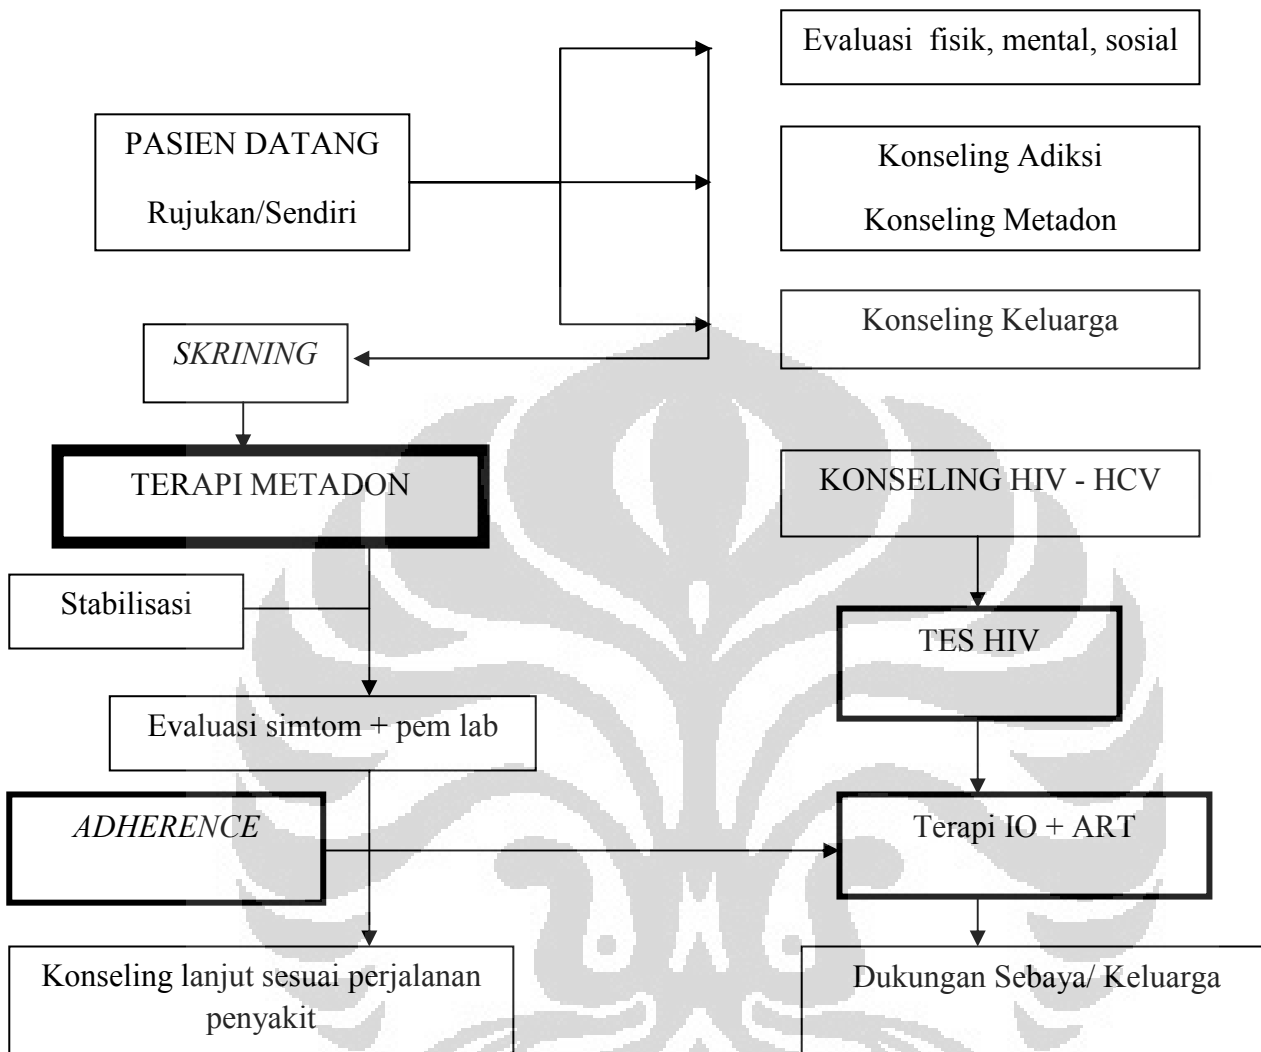 Evaluasi fisik, mental, sosial
PASIEN DATANG
Rujukan/Sendiri
Konseling Adiksi
Konseling Metadon
Konseling Keluarga
SKRINING
TERAPI METADON
KONSELING HIV - HCV
Stabilisasi
TES HIV
Evaluasi simtom + pem lab
ADHERENCE
Terapi IO + ART
Konseling lanjut sesuai perjalanan
penyakit
Dukungan Sebaya/ Keluarga